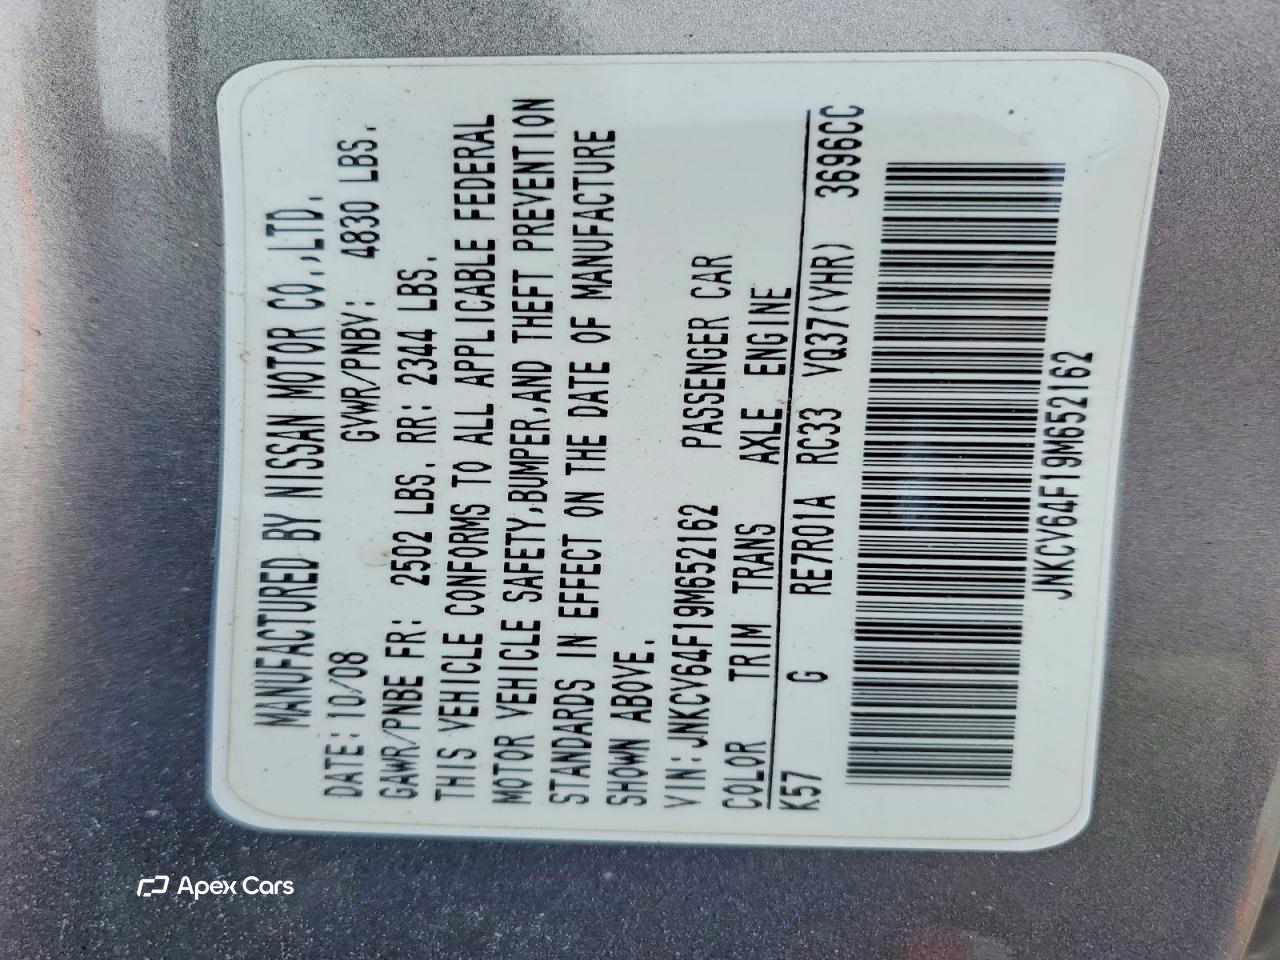 MANUFACTURED BY NISSAN MOTOR CO.,LTD.
DATE:10/08 GVWR/PNBV: 4830 LBS.
GAWR/PNBE FR: 2502 LBS. RR: 2344 LBS.
THIS VEHICLE CONFORMS TO ALL APPLICABLE FEDERAL
MOTOR VEHICLE SAFETY,BUMPER,AND THEFT PREVENTION
STANDARDS IN EFFECT ON THE DATE OF MANUFACTURE
SHOWN ABOVE.
VIN:JNKCV64F19M652162 PASSENGER CAR
COLOR TRIM TRANS AXLE ENGINE
K57 G RE7R01A RC33 VQ37(VHR) 3696CC
JNKCV64F19M652162
Apex Cars